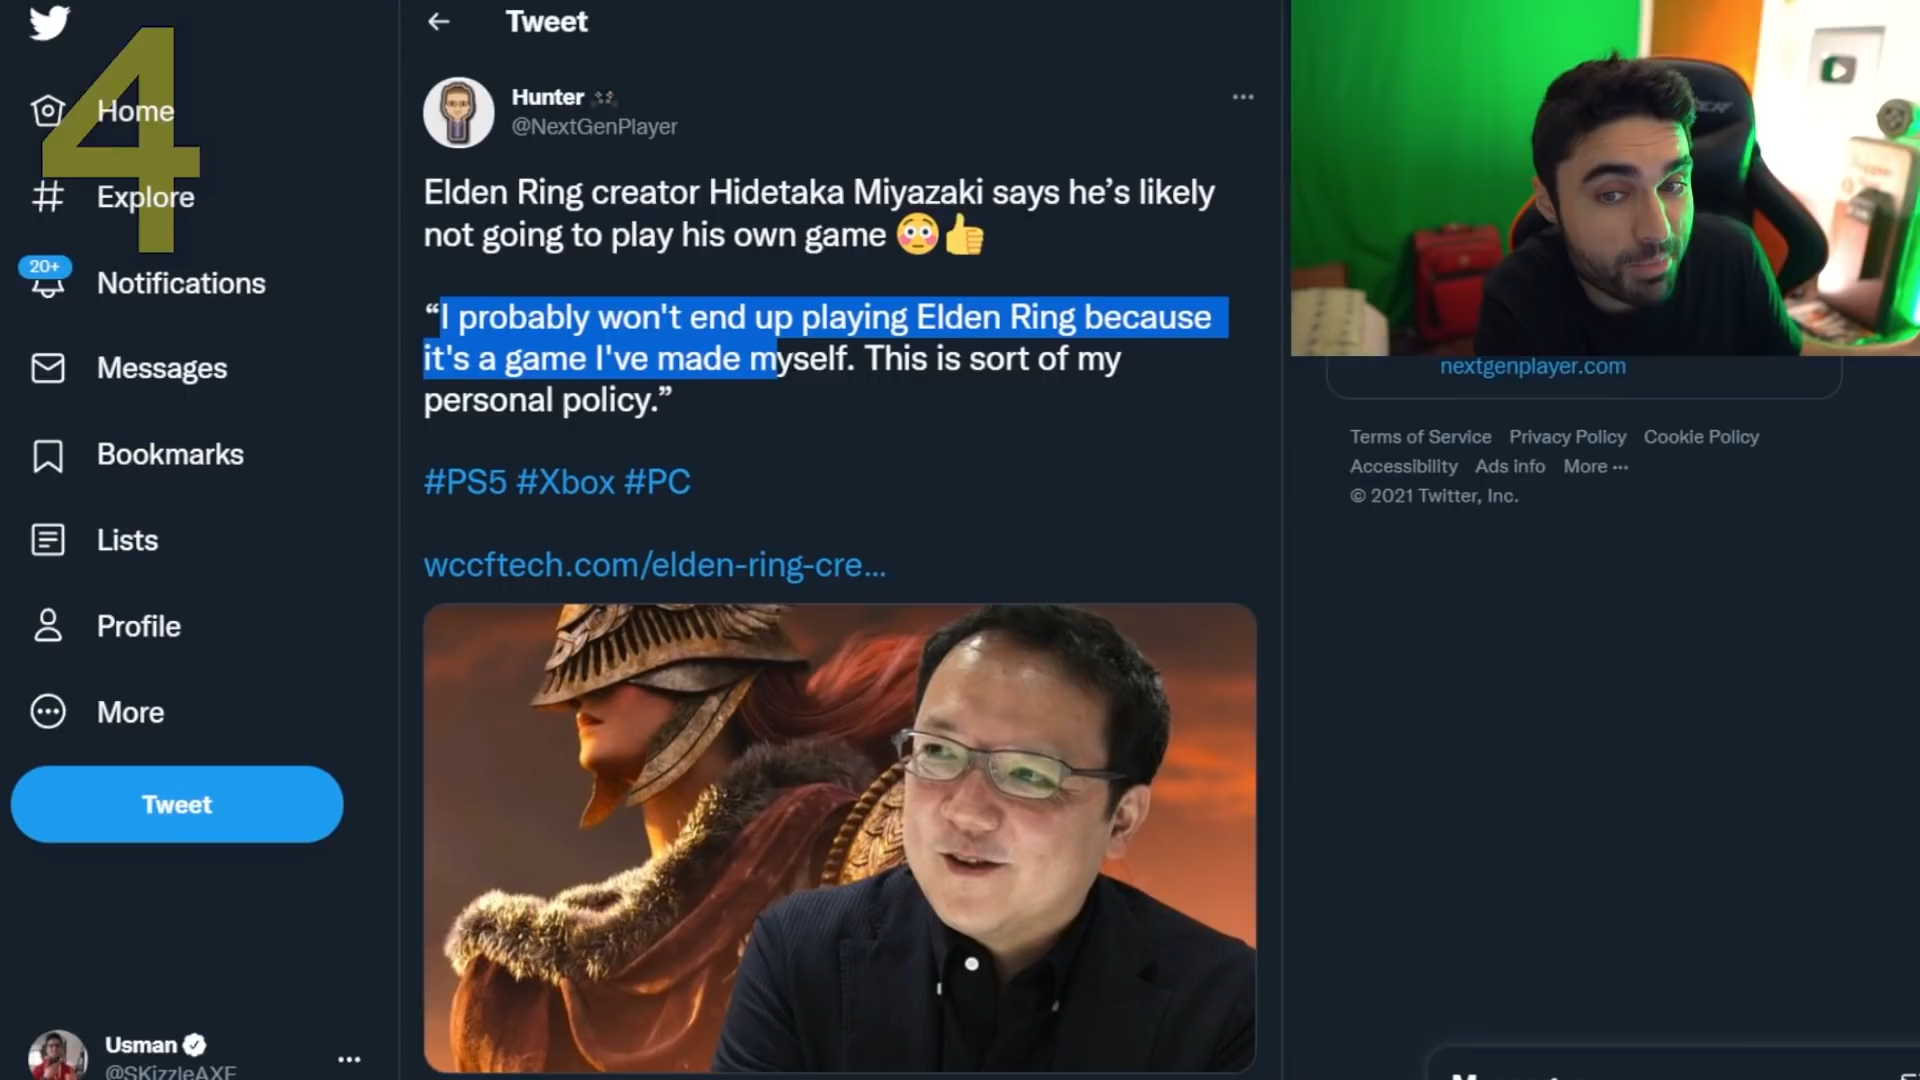 4
Home
Explore
20+
Notifications
Messages
Bookmarks
Lists
Profile
More
Tweet
Usman
@SKizzleAXE
Tweet
Hunter
@NextGenPlayer
Elden Ring creator Hidetaka Miyazaki says he’s likely
not going to play his own game 😳👍
“I probably won't end up playing Elden Ring because
it's a game I've made myself. This is sort of my
personal policy.”
#PS5 #Xbox #PC
wccftech.com/elden-ring-cre...
nextgenplayer.com
Terms of Service Privacy Policy Cookie Policy
Accessibility Ads info More ...
© 2021 Twitter, Inc.